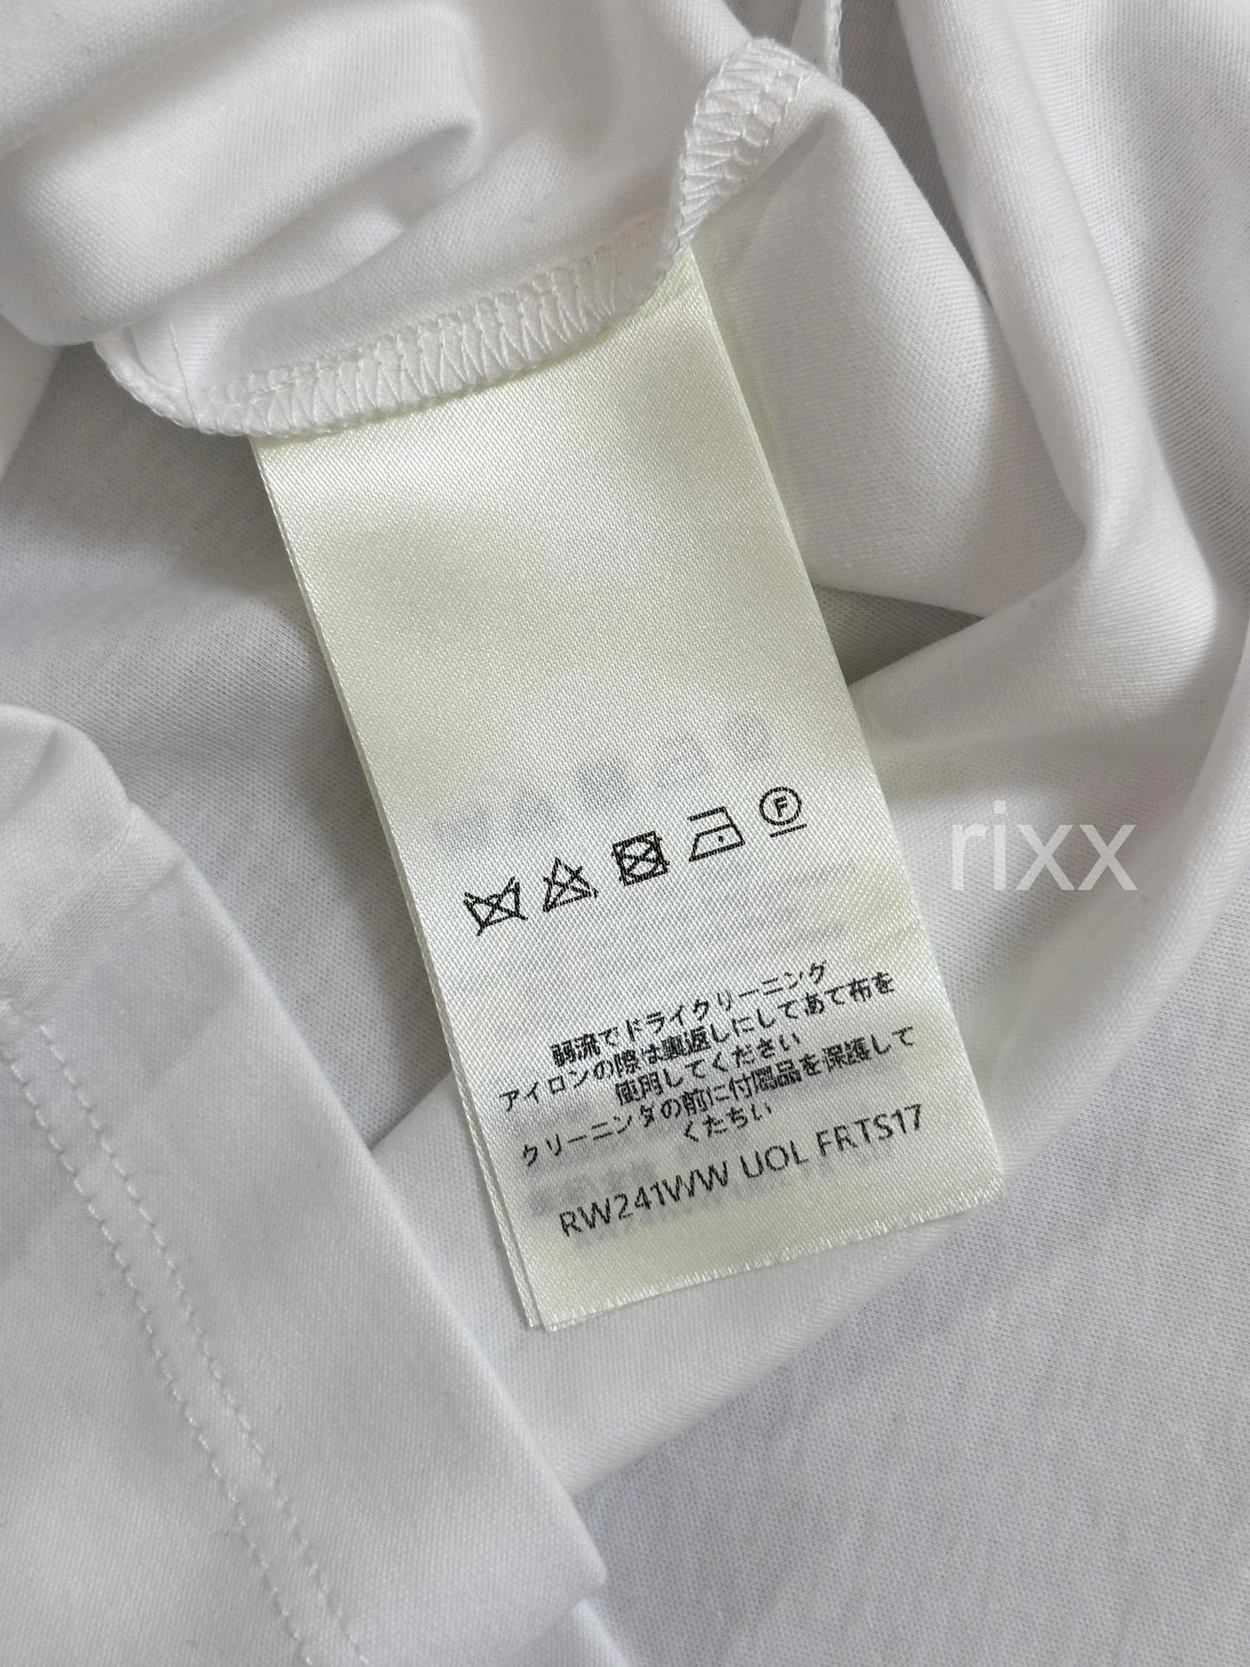 F
rixx
弱流でドライクリーニング
アイロンの際は裏返しにしてあて布を
使用してください
クリーニンダの前に付属品を保護して
くたちい
RW241WW UOL FRTS17